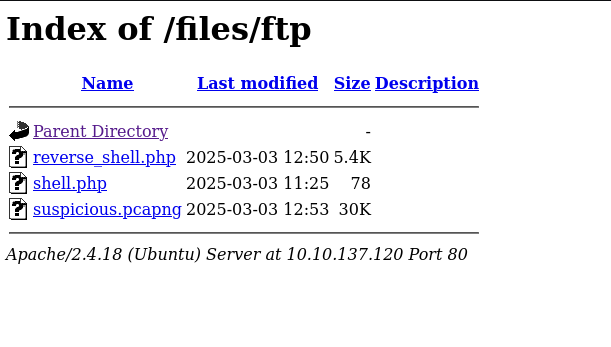 Index of /files/ftp
Name Last modified Size Description
Parent Directory -
reverse_shell.php 2025-03-03 12:50 5.4K
shell.php 2025-03-03 11:25 78
suspicious.pcapng 2025-03-03 12:53 30K
Apache/2.4.18 (Ubuntu) Server at 10.10.137.120 Port 80